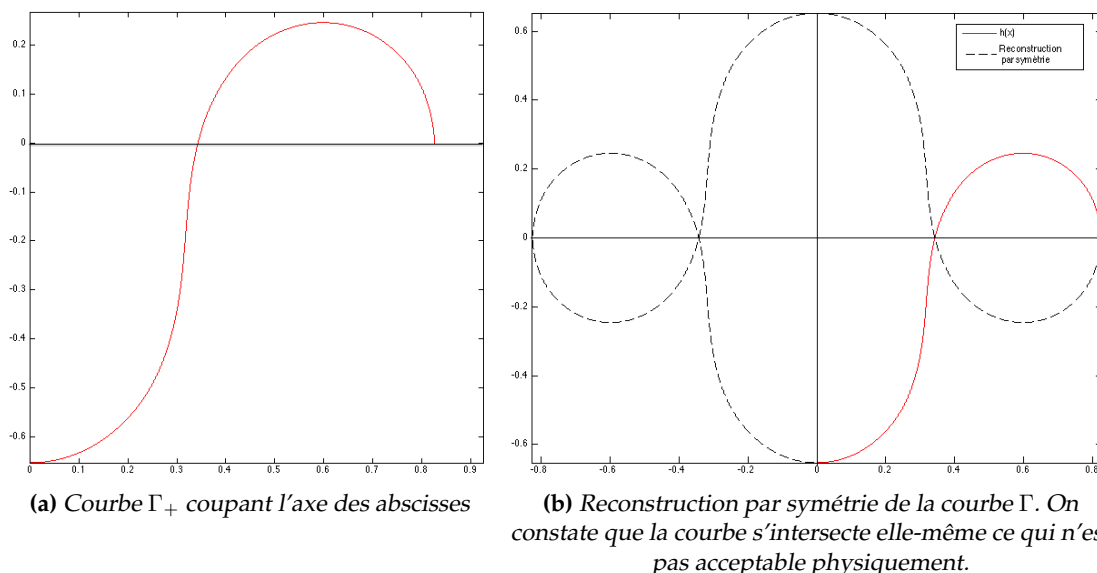 0.2
0.1
0
-0.1
-0.2
-0.3
-0.4
-0.5
-0.6
0 0.1 0.2 0.3 0.4 0.5 0.6 0.7 0.8 0.9
(a) Courbe Γ+ coupant l'axe des abscisses
0.6
0.4
0.2
0
-0.2
-0.4
-0.6
-0.8 -0.6 -0.4 -0.2 0 0.2 0.4 0.6 0.8
h(x)
Reconstruction
par symétrie
(b) Reconstruction par symétrie de la courbe Γ. On
constate que la courbe s'intersecte elle-même ce qui
pas acceptable physiquement.